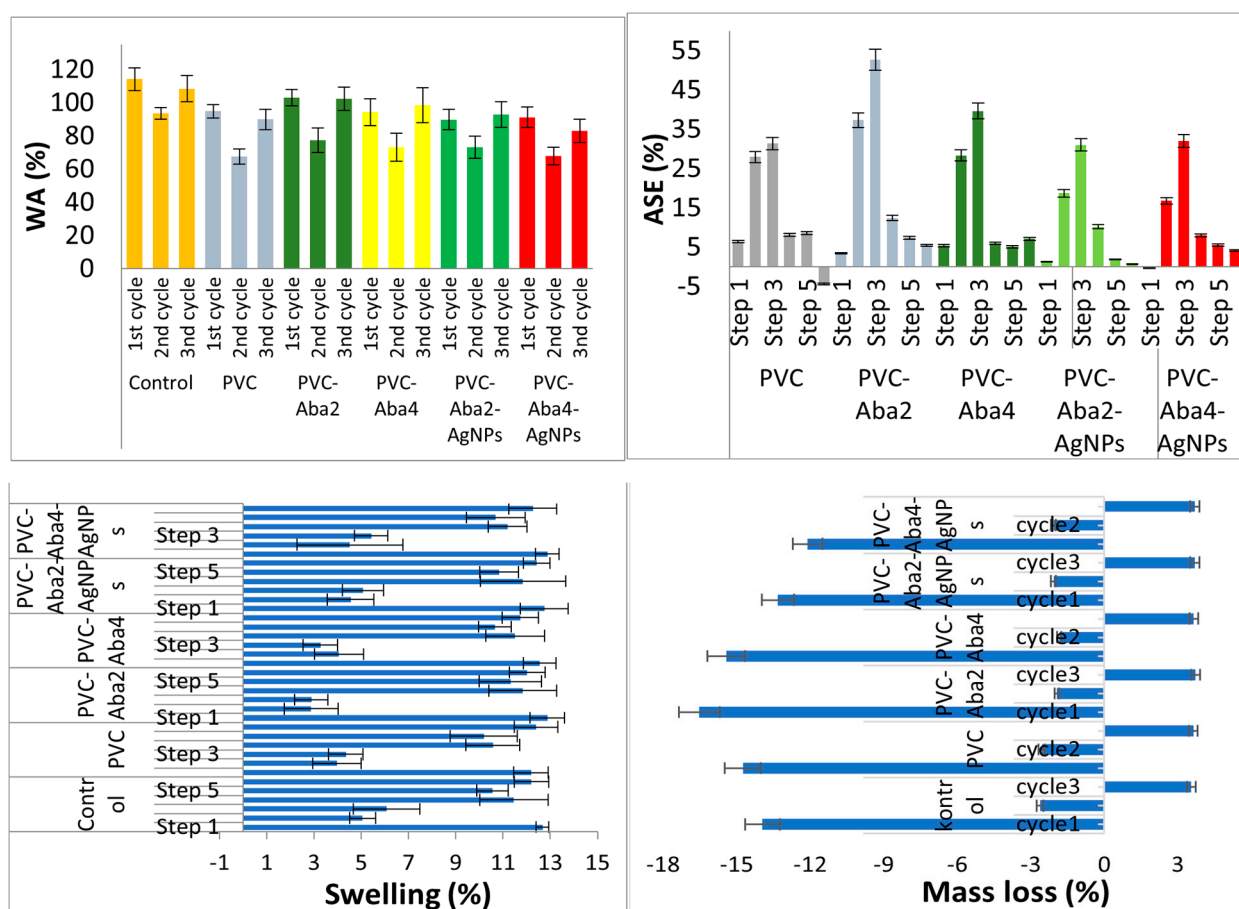 120
100
80
60
40
20
0
WA (%)
1st cycle
2nd cycle
3nd cycle
1st cycle
2nd cycle
3nd cycle
1st cycle
2nd cycle
3nd cycle
1st cycle
2nd cycle
3nd cycle
1st cycle
2nd cycle
3nd cycle
1st cycle
2nd cycle
3nd cycle
Control
PVC
PVC-
Aba2
PVC-
Aba4
PVC-
Aba2-
AgNPs
PVC-
Aba4-
AgNPs
55
45
35
25
15
5
-5
ASE (%)
Step 1
Step 3
Step 5
Step 1
Step 3
Step 5
Step 1
Step 3
Step 5
Step 1
Step 3
Step 5
Step 1
Step 3
Step 5
PVC
PVC-
Aba2
PVC-
Aba4
PVC-
Aba2-
AgNPs
PVC-
Aba4-
AgNPs
PVC-
Aba4-
AgNP
s
Step 3
PVC-
Aba2-
AgNP
s
Step 5
Step 1
PVC-
Aba4
Step 3
PVC-
Aba2
Step 5
Step 1
PVC
Step 3
Contr
ol
Step 5
Step 1
-1
1
3
5
7
9
11
13
15
Swelling (%)
PVC-
Aba4-
AgNP
s
cycle2
PVC-
Aba2-
AgNP
s
cycle3
cycle1
PVC-
Aba4
cycle2
PVC-
Aba2
cycle3
cycle1
PVC
cycle2
kontr
ol
cycle3
cycle1
-18
-15
-12
-9
-6
-3
0
3
Mass loss (%)